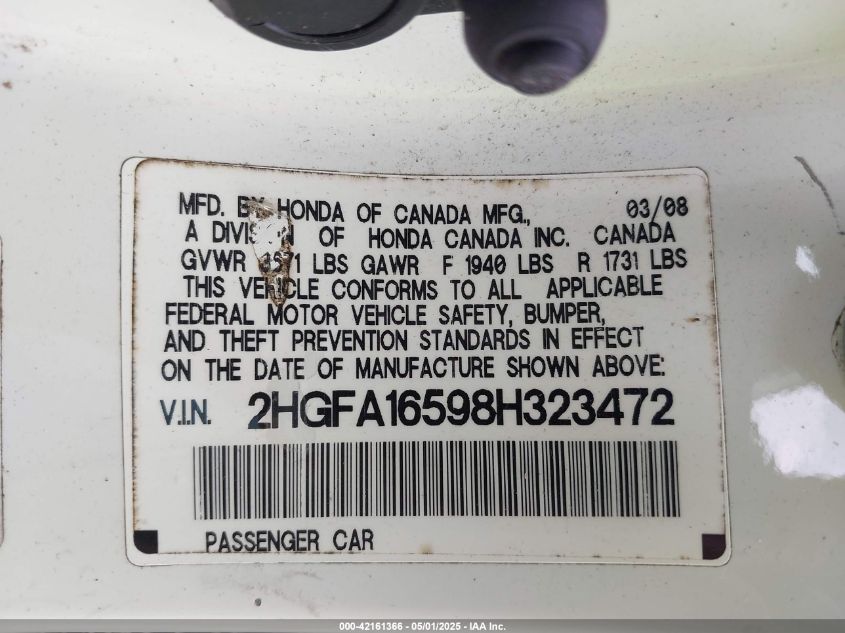 MFD. BY HONDA OF CANADA MFG., 03/08
A DIVISION OF HONDA CANADA INC. CANADA
GVWR 3571 LBS GAWR F 1940 LBS R 1731 LBS
THIS VEHICLE CONFORMS TO ALL APPLICABLE
FEDERAL MOTOR VEHICLE SAFETY, BUMPER,
AND THEFT PREVENTION STANDARDS IN EFFECT
ON THE DATE OF MANUFACTURE SHOWN ABOVE:
V.I.N. 2HGFA16598H323472
PASSENGER CAR
000-42161366 - 05/01/2025 - IAA Inc.